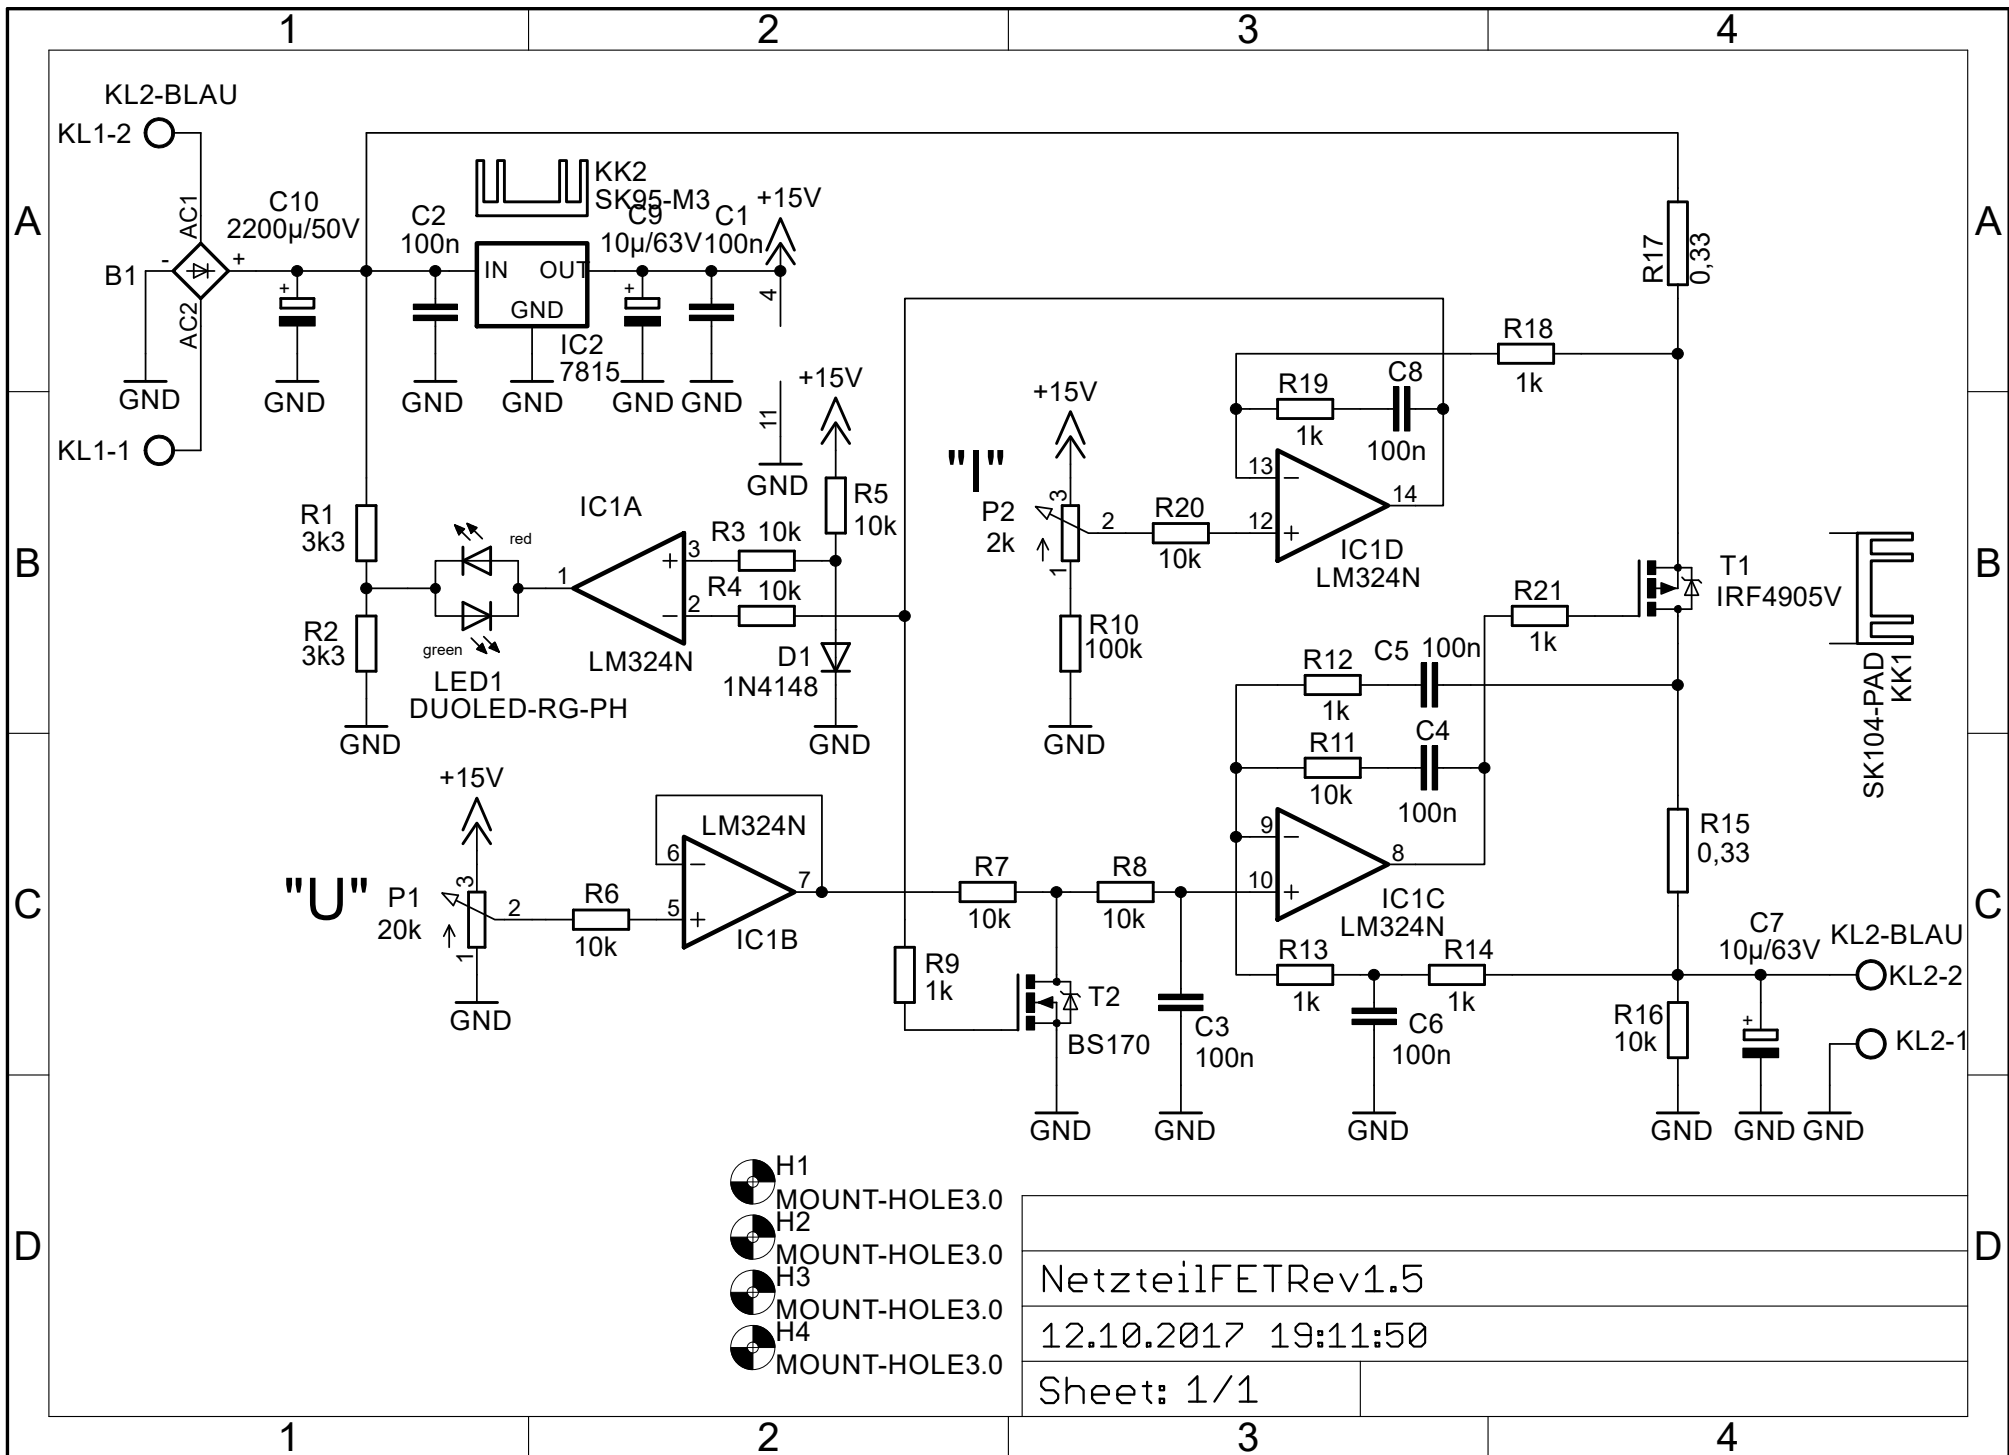 1 2 3 4
A
A
B
B
C
C
D
D
KL2-BLAU
KL1-2
AC1
B1
-
+
AC2
KL1-1
GND
C10
2200µ/50V
+
GND
C2
100n
GND
KK2
SK95-M3
IN OUT
GND
IC2
7815
GND
C9
10µ/63V
+
GND
C1
100n
GND
+15V
4
11
GND
R17
0,33
R18
1k
C8
100n
R19
1k
13
12
14
IC1D
LM324N
+15V
"I"
P2
2k
3
2
1
R20
10k
R10
100k
GND
+15V
R5
10k
R3 10k
R4 10k
IC1A
3
2
1
LM324N
D1
1N4148
GND
R1
3k3
R2
3k3
GND
red
green
LED1
DUOLED-RG-PH
T1
IRF4905V
R21
1k
SK104-PAD
KK1
R12
1k
C5 100n
R11
10k
C4
100n
9
10
8
IC1C
LM324N
R15
0,33
+15V
"U"
P1
20k
3
2
1
GND
R6
10k
LM324N
6
5
7
IC1B
R7
10k
R8
10k
R9
1k
T2
BS170
GND
C3
100n
GND
R13
1k
R14
1k
C6
100n
GND
R16
10k
GND
C7
10µ/63V
+
GND
KL2-BLAU
KL2-2
KL2-1
GND
H1
MOUNT-HOLE3.0
H2
MOUNT-HOLE3.0
H3
MOUNT-HOLE3.0
H4
MOUNT-HOLE3.0
NetzteilFETRev1.5
12.10.2017 19:11:50
Sheet: 1/1
1 2 3 4